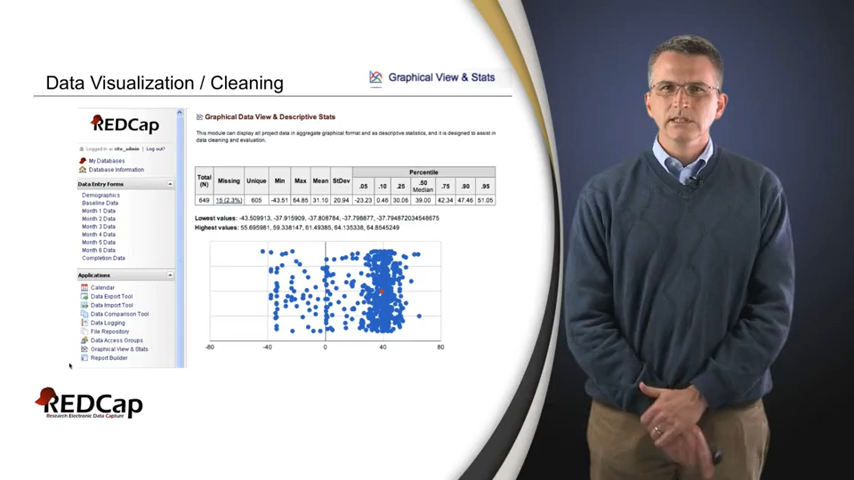 Data Visualization / Cleaning
Graphical View & Stats
REDCap
Logged in as site_admin | Log out?
My Databases
Database Information
Data Entry Forms
Demographics
Baseline Data
Month 1 Data
Month 2 Data
Month 3 Data
Month 4 Data
Month 5 Data
Month 6 Data
Completion Data
Applications
Calendar
Data Export Tool
Data Import Tool
Data Comparison Tool
Data Logging
File Repository
Data Access Groups
Graphical View & Stats
Report Builder
Graphical Data View & Descriptive Stats
This module can display all project data in aggregate graphical format and as descriptive statistics, and it is designed to assist in
data cleaning and evaluation.
Total (N) Missing Unique Min Max Mean StDev Percentile
.05 .10 .25 .50 Median .75 .90 .95
649 15 (2.3%) 605 -43.51 64.85 31.10 20.94 -23.23 0.46 30.06 39.00 42.34 47.46 51.05
Lowest values: -43.509913, -37.915909, -37.808784, -37.798877, -37.794872034546675
Highest values: 55.695981, 59.338147, 61.49385, 64.135338, 64.8545249
-80 -40 0 40 80
REDCap
Research Electronic Data Capture